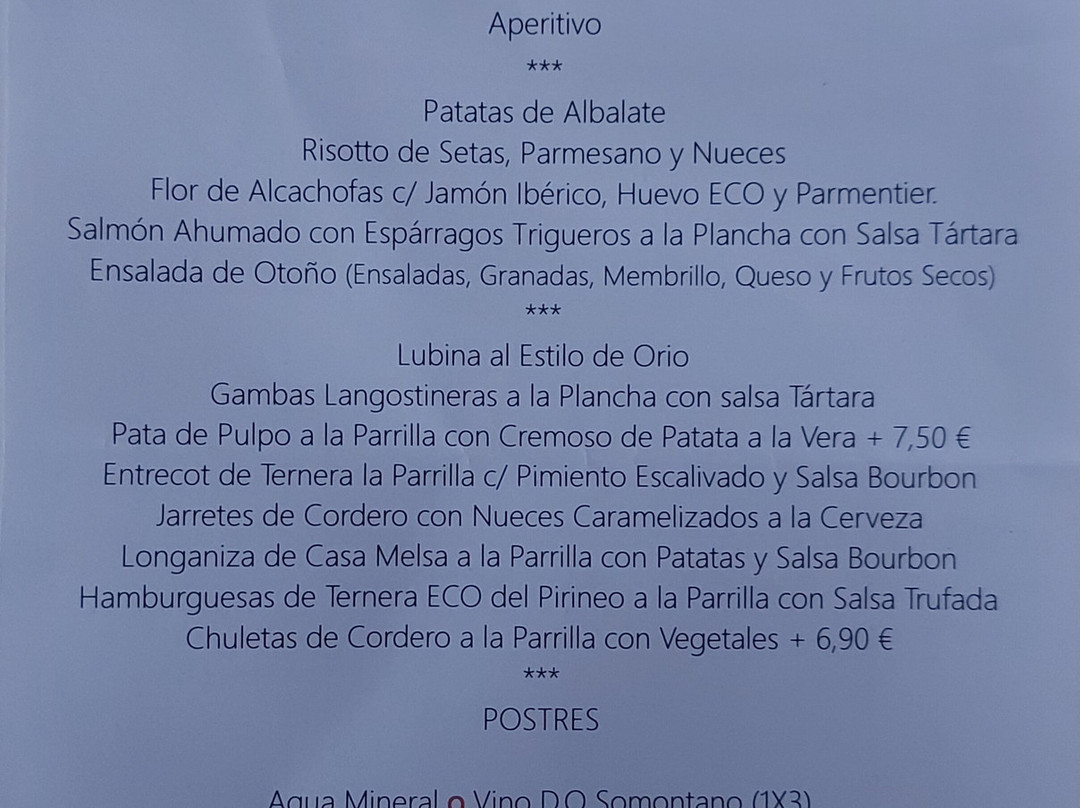 Aperitivo
***
Patatas de Albalate
Risotto de Setas, Parmesano y Nueces
Flor de Alcachofas c/ Jamón Ibérico, Huevo ECO y Parmentier.
Salmón Ahumado con Espárragos Trigueros a la Plancha con Salsa Tártara
Ensalada de Otoño (Ensaladas, Granadas, Membrillo, Queso y Frutos Secos)
***
Lubina al Estilo de Orio
Gambas Langostineras a la Plancha con salsa Tártara
Pata de Pulpo a la Parrilla con Cremoso de Patata a la Vera + 7,50 €
Entrecot de Ternera la Parrilla c/ Pimiento Escalivado y Salsa Bourbon
Jarretes de Cordero con Nueces Caramelizados a la Cerveza
Longaniza de Casa Melsa a la Parrilla con Patatas y Salsa Bourbon
Hamburguesas de Ternera ECO del Pirineo a la Parrilla con Salsa Trufada
Chuletas de Cordero a la Parrilla con Vegetales + 6,90 €
***
POSTRES
Agua Mineral o Vino D.O Somontano (1X3)